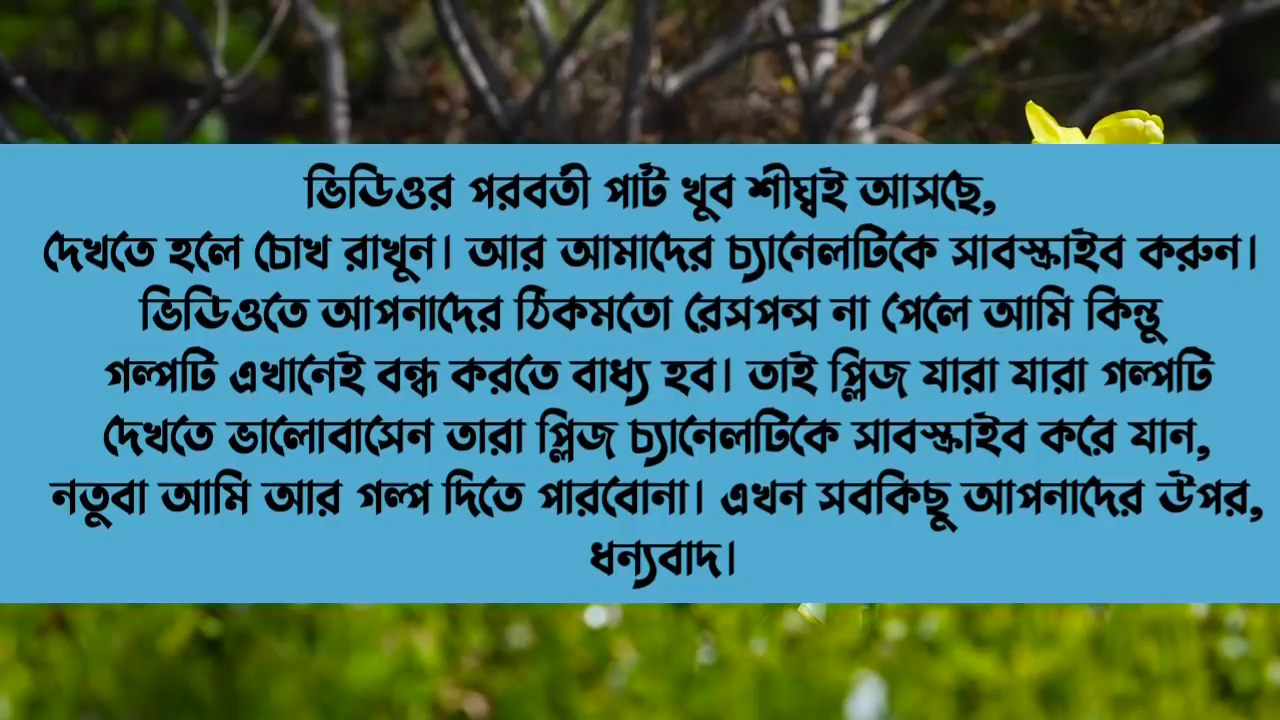 ভিডিওর পরবর্তী পার্ট খুব শীঘ্রই আসছে,
দেখতে হলে চোখ রাখুন। আর আমাদের চ্যানেলটিকে সাবস্ক্রাইব করুন।
ভিডিওতে আপনাদের ঠিকমতো রেসপন্স না পেলে আমি কিন্তু
গল্পটি এখানেই বন্ধ করতে বাধ্য হব। তাই প্লিজ যারা যারা গল্পটি
দেখতে ভালোবাসেন তারা প্লিজ চ্যানেলটিকে সাবস্ক্রাইব করে যান,
নতুবা আমি আর গল্প দিতে পারবোনা। এখন সবকিছু আপনাদের উপর,
ধন্যবাদ।